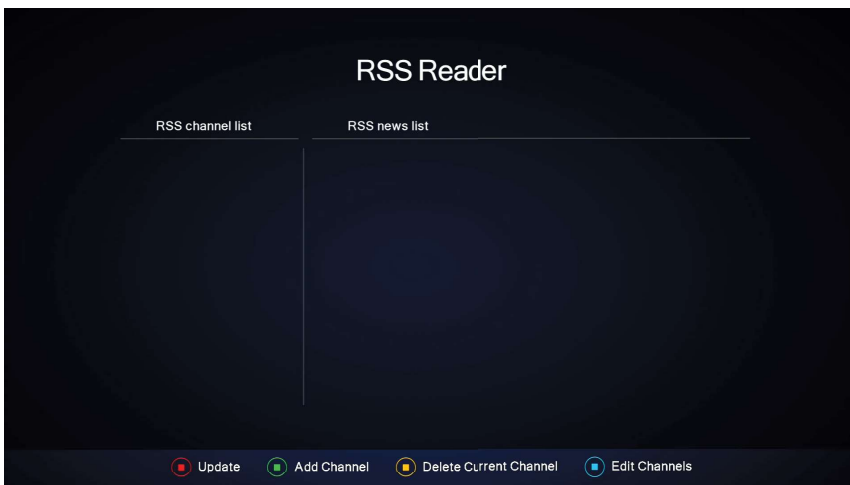 RSS Reader
RSS channel list
RSS news list
Update
Add Channel
Delete Current Channel
Edit Channels